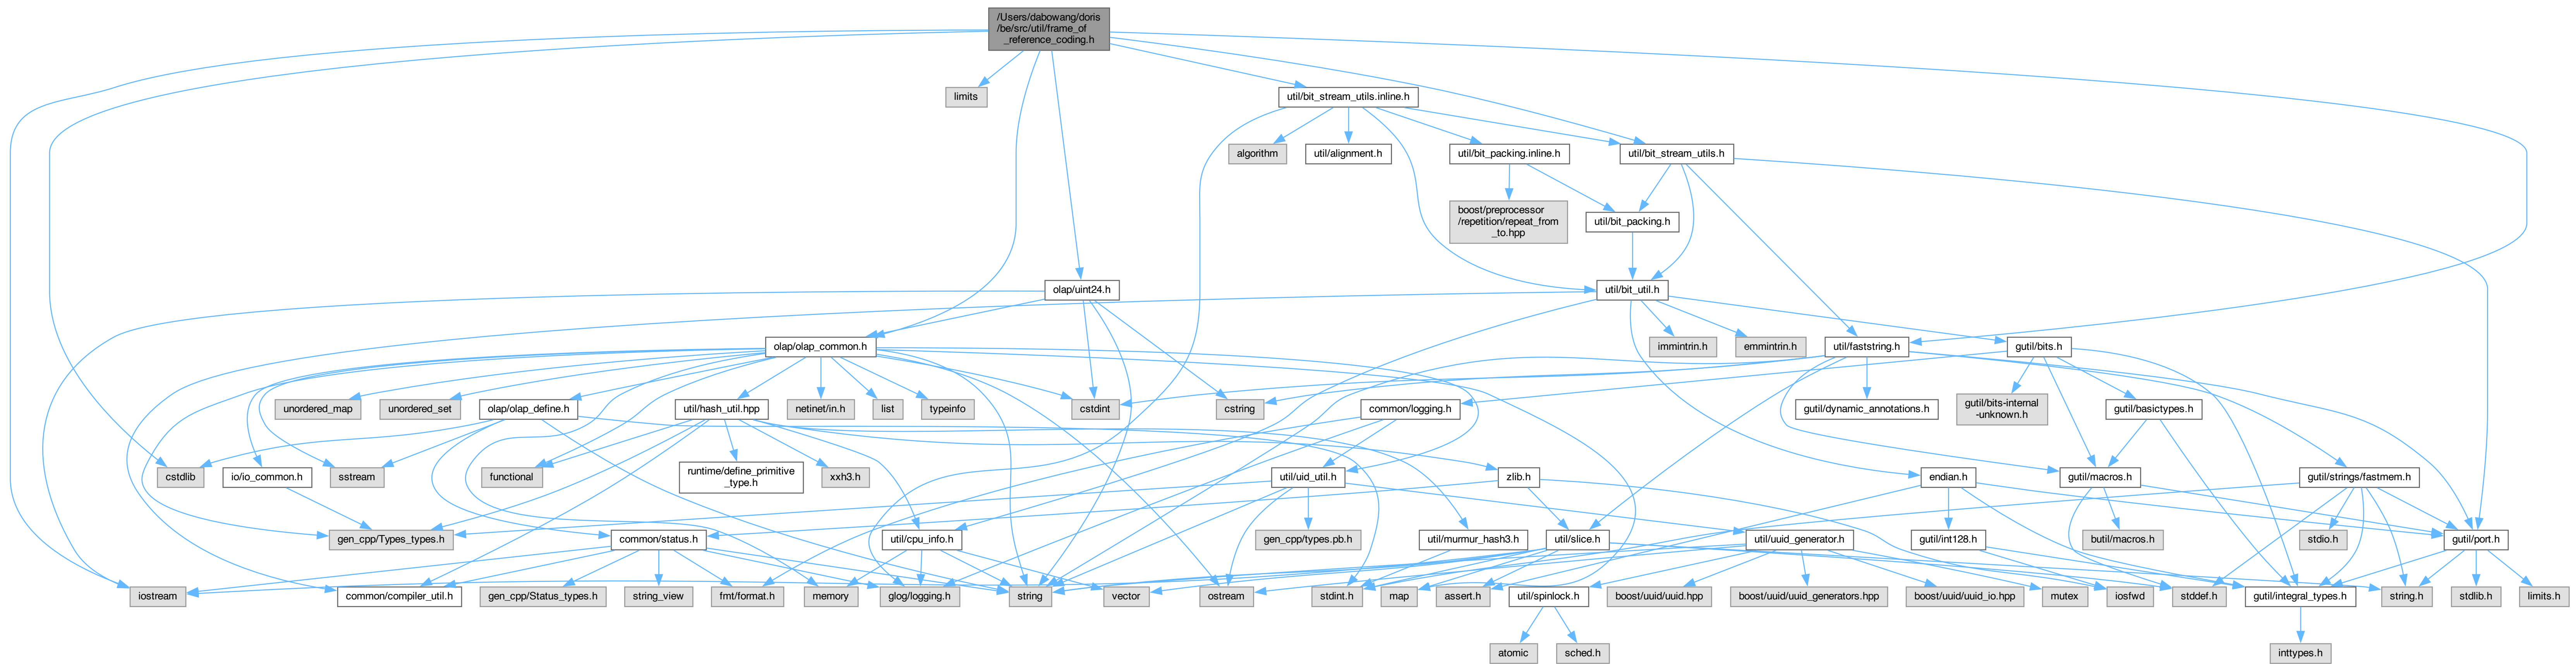 /Users/dabowang/doris
/be/src/util/frame_of
_reference_coding.h
limits
util/bit_stream_utils.inline.h
algorithm
util/alignment.h
util/bit_packing.inline.h
util/bit_stream_utils.h
boost/preprocessor
/repetition/repeat_from
_to.hpp
util/bit_packing.h
olap/uint24.h
util/bit_util.h
olap/olap_common.h
immintrin.h
emmintrin.h
util/faststring.h
gutil/bits.h
unordered_map
unordered_set
olap/olap_define.h
util/hash_util.hpp
netinet/in.h
list
typeinfo
cstdint
cstring
common/logging.h
gutil/dynamic_annotations.h
gutil/bits-internal
-unknown.h
gutil/basictypes.h
cstdlib
io/io_common.h
sstream
functional
runtime/define_primitive
_type.h
xxh3.h
util/uid_util.h
zlib.h
endian.h
gutil/macros.h
gutil/strings/fastmem.h
gen_cpp/Types_types.h
common/status.h
util/cpu_info.h
gen_cpp/types.pb.h
util/murmur_hash3.h
util/slice.h
util/uuid_generator.h
gutil/int128.h
butil/macros.h
stdio.h
gutil/port.h
iostream
common/compiler_util.h
gen_cpp/Status_types.h
string_view
fmt/format.h
memory
glog/logging.h
string
vector
ostream
stdint.h
map
assert.h
util/spinlock.h
boost/uuid/uuid.hpp
boost/uuid/uuid_generators.hpp
boost/uuid/uuid_io.hpp
mutex
iosfwd
stddef.h
gutil/integral_types.h
string.h
stdlib.h
limits.h
atomic
sched.h
inttypes.h